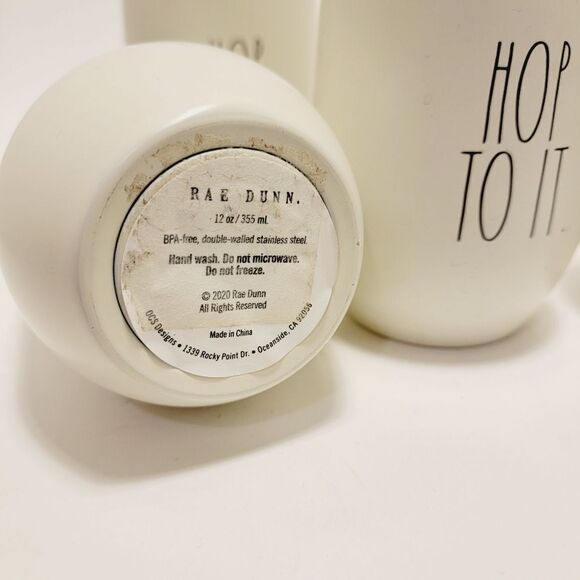 HOP
HOP
TO IT.
RAE DUNN.
12 oz / 355 ml.
BPA-free, double-walled stainless steel.
Hand wash. Do not microwave.
Do not freeze.
© 2020 Rae Dunn
All Rights Reserved
Made in China
OCS Designs • 1339 Rocky Point Dr. • Oceanside, CA 92056